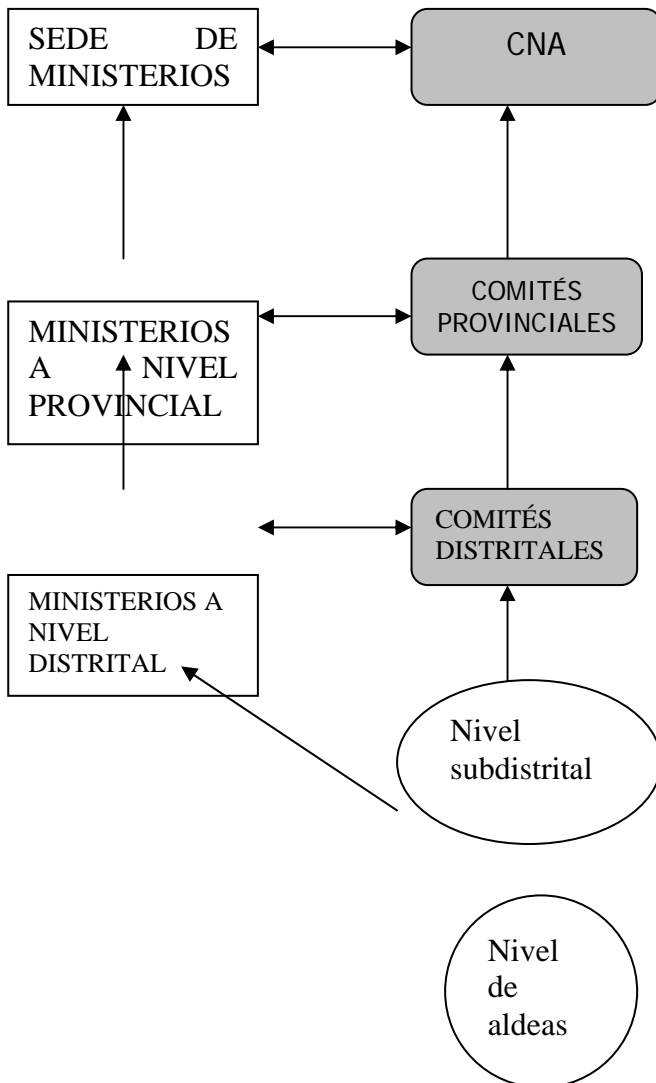 SEDE DE
MINISTERIOS
CNA
MINISTERIOS
A NIVEL
PROVINCIAL
COMITÉS
PROVINCIALES
COMITÉS
DISTRITALES
MINISTERIOS A
NIVEL
DISTRITAL
Nivel
subdistrital
Nivel
de
aldeas